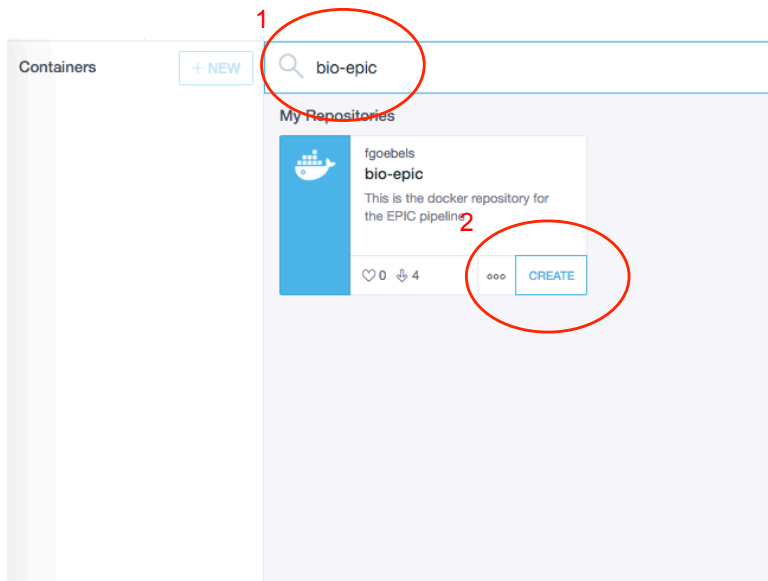 1
Containers
+ NEW
bio-epic
My Repositories
fgoebels
bio-epic
This is the docker repository for
the EPIC pipeline
2
0
4
CREATE